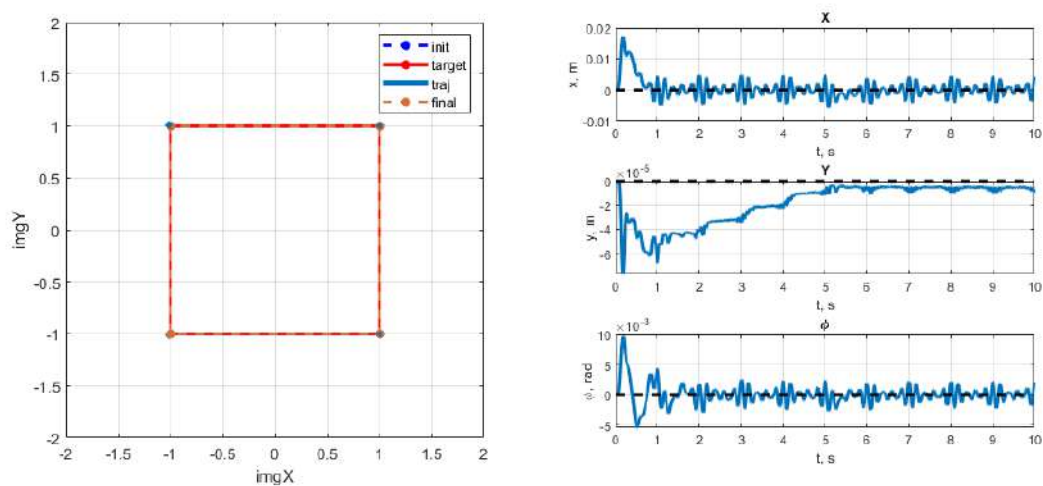 2
1.5
1
0.5
0
-0.5
-1
-1.5
-2
imgY
-2 -1.5 -1 -0.5 0 0.5 1 1.5 2
imgX
init
target
traj
final
X
0.02
0.01
0
-0.01
x, m
0 1 2 3 4 5 6 7 8 9 10
t, s
Y
×10⁻⁵
0
-2
-4
-6
y, m
0 1 2 3 4 5 6 7 8 9 10
t, s
ϕ
×10⁻³
10
5
0
-5
ϕ, rad
0 1 2 3 4 5 6 7 8 9 10
t, s